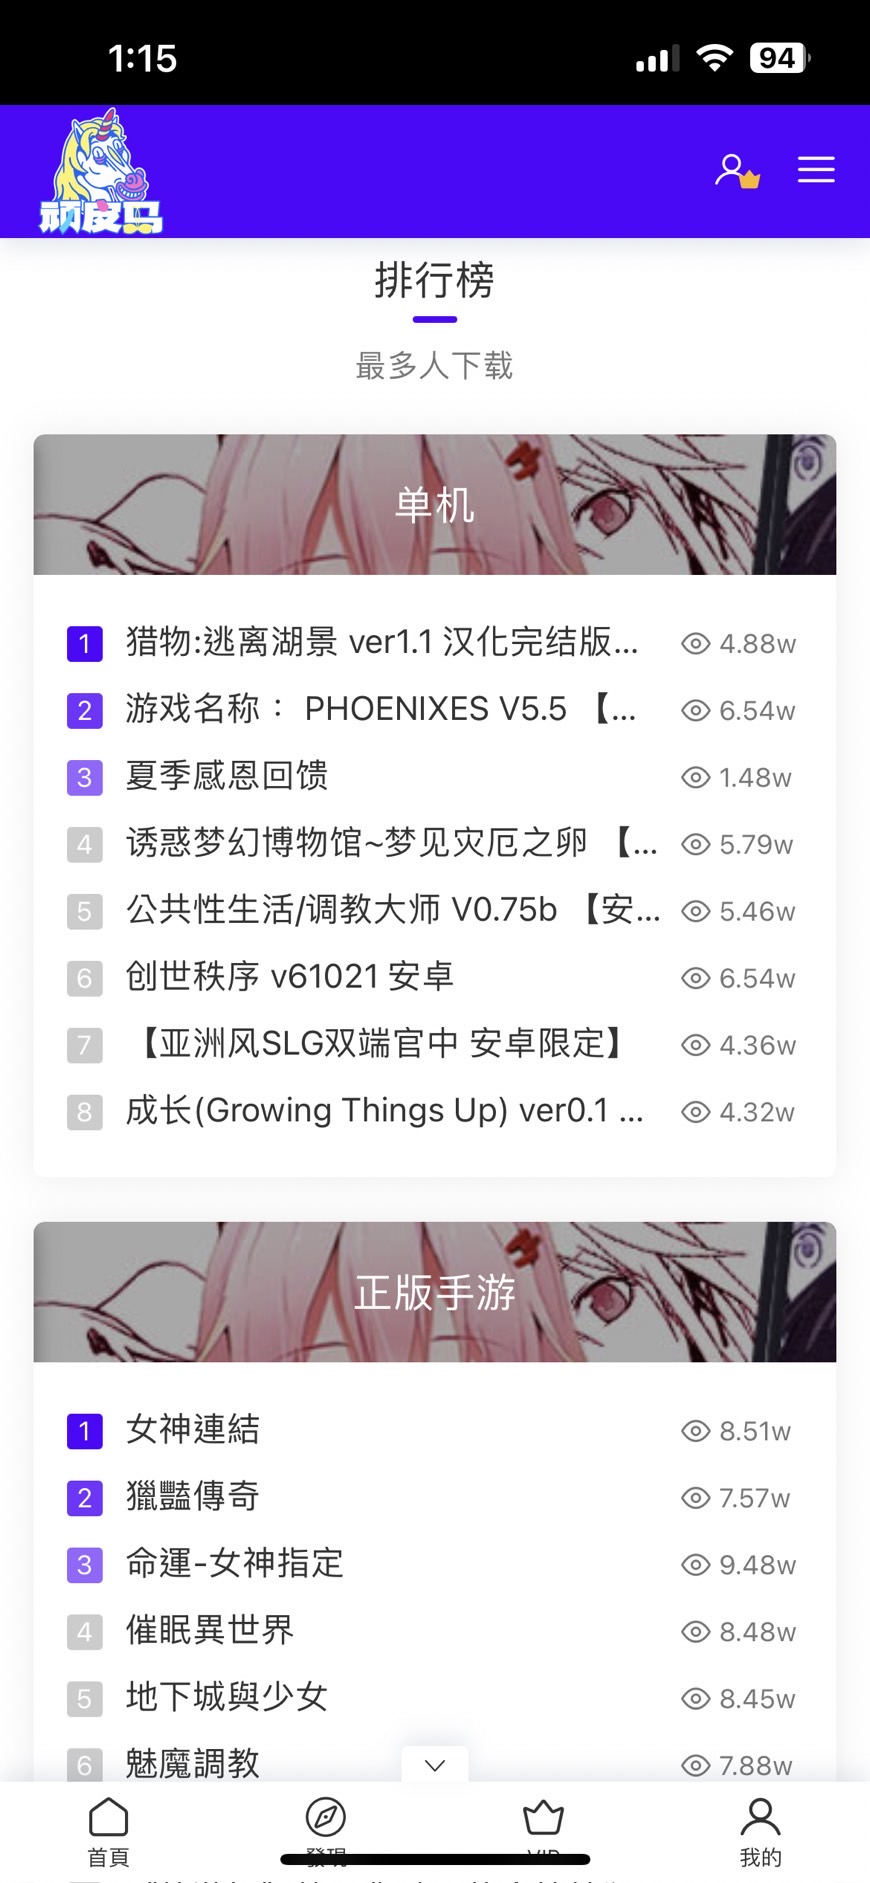 1:15
94
顽皮马
排行榜
最多人下载
单机
1 猎物:逃离湖景 ver1.1 汉化完结版... 4.88w
2 游戏名称： PHOENIXES V5.5 【... 6.54w
3 夏季感恩回馈 1.48w
4 诱惑梦幻博物馆~梦见灾厄之卵 【... 5.79w
5 公共性生活/调教大师 V0.75b 【安... 5.46w
6 创世秩序 v61021 安卓 6.54w
7 【亚洲风SLG双端官中 安卓限定】 4.36w
8 成长(Growing Things Up) ver0.1 ... 4.32w
正版手游
1 女神連結 8.51w
2 獵豔傳奇 7.57w
3 命運-女神指定 9.48w
4 催眠異世界 8.48w
5 地下城與少女 8.45w
6 魅魔調教 7.88w
首頁 發現 VIP 我的